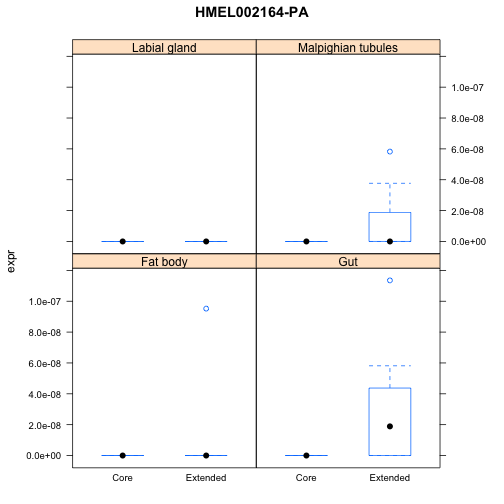 HMEL002164-PA
Labial gland
Malpighian tubules
1.0e-07
8.0e-08
6.0e-08
4.0e-08
2.0e-08
0.0e+00
expr
Fat body
Gut
1.0e-07
8.0e-08
6.0e-08
4.0e-08
2.0e-08
0.0e+00
Core
Extended
Core
Extended